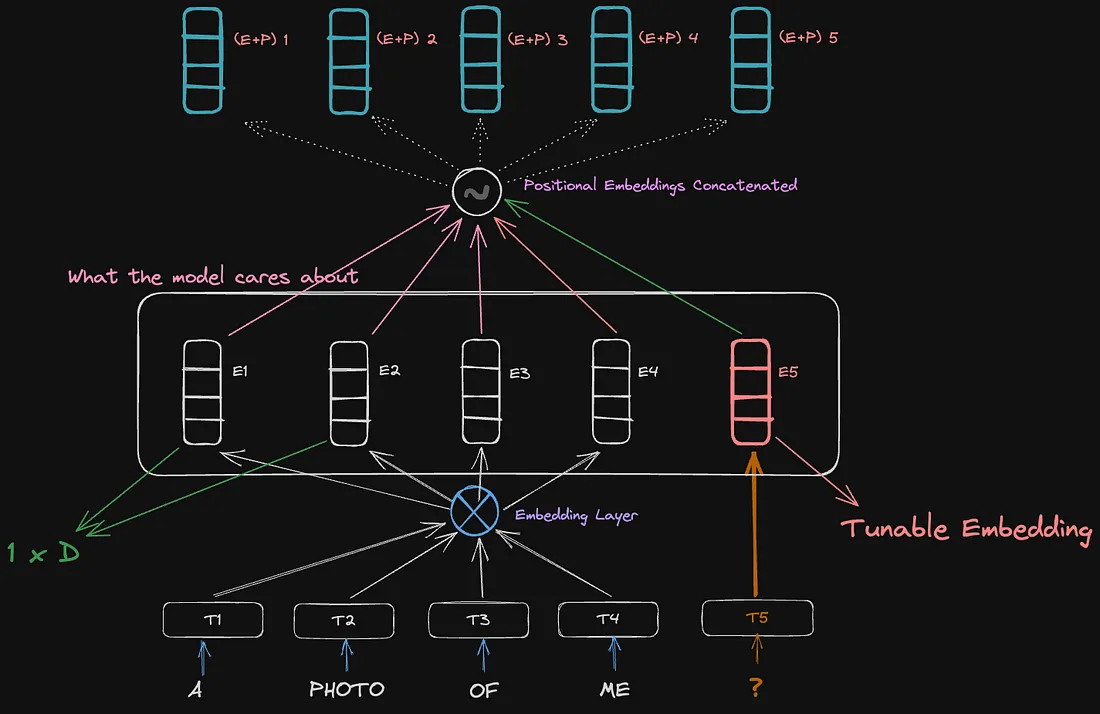 (E+P) 1
(E+P) 2
(E+P) 3
(E+P) 4
(E+P) 5
~
Positional Embeddings Concatenated
What the model cares about
E1
E2
E3
E4
E5
Embedding Layer
Tunable Embedding
1 x D
T1
T2
T3
T4
T5
A
PHOTO
OF
ME
?